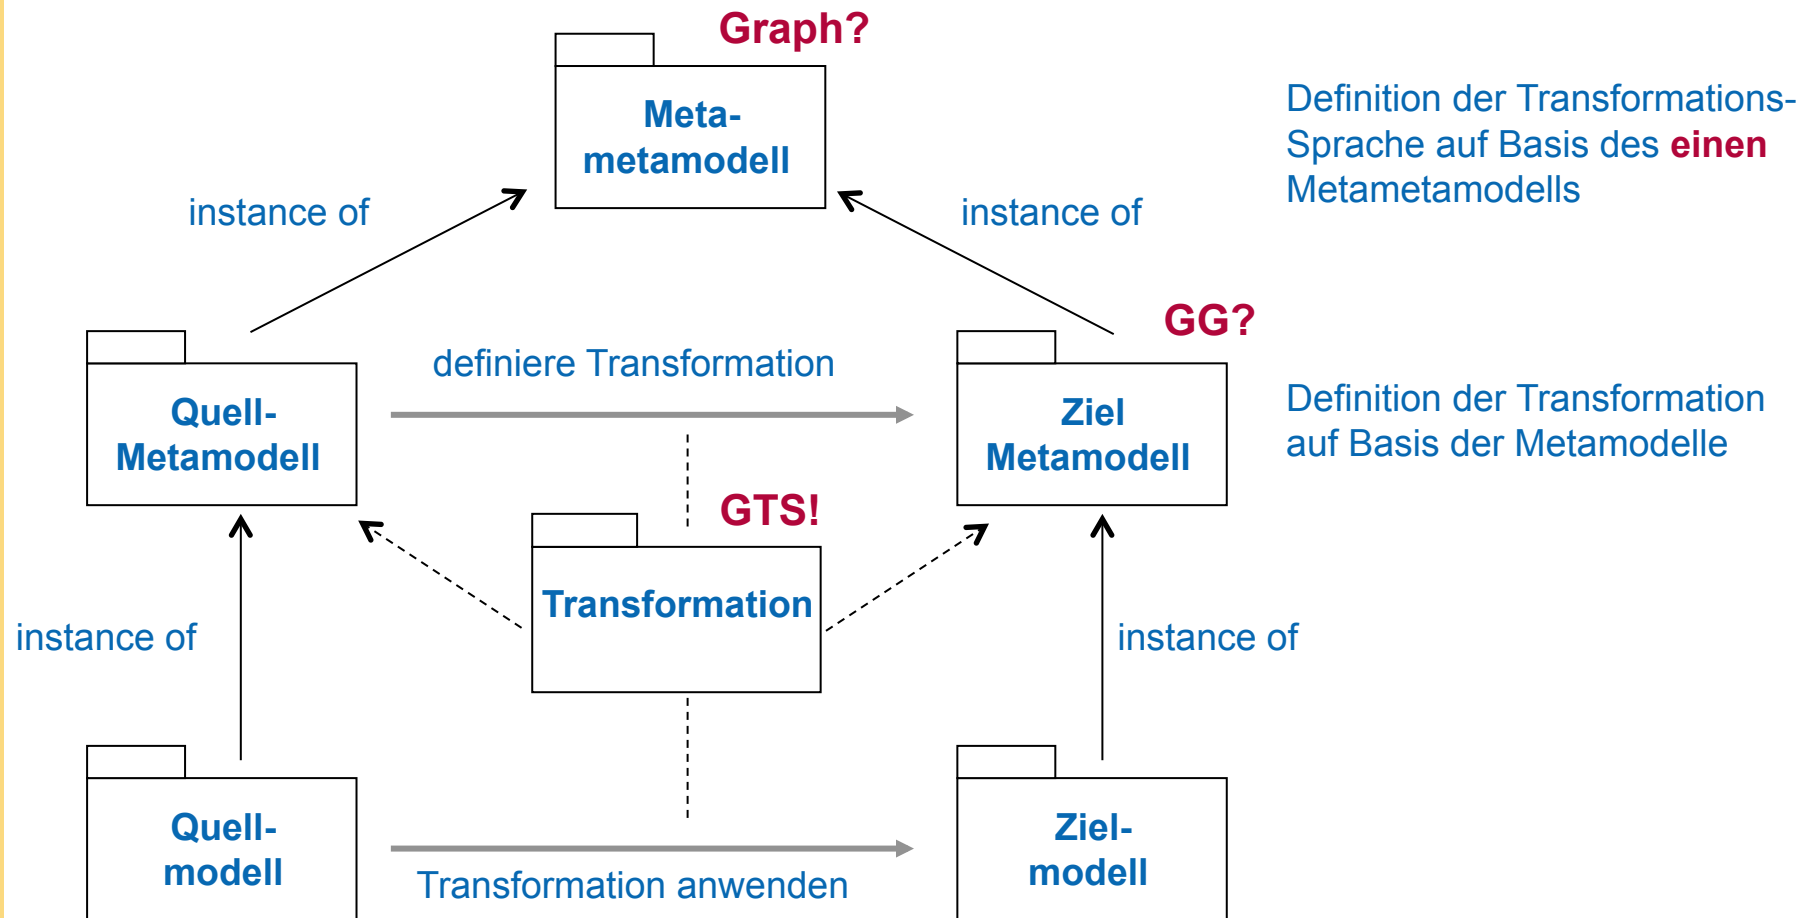 Graph?
Meta-
metamodell
Definition der Transformations-
Sprache auf Basis des einen
Metametamodells
instance of
instance of
GG?
definiere Transformation
Quell-
Metamodell
Ziel
Metamodell
Definition der Transformation
auf Basis der Metamodelle
GTS!
Transformation
instance of
instance of
Quell-
modell
Ziel-
modell
Transformation anwenden